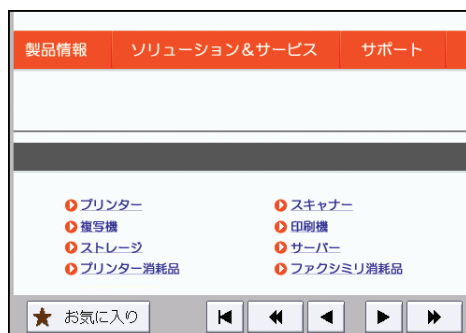 製品情報 ソリューション&サービス サポート
プリンター スキャナー
複写機 印刷機
ストレージ サーバー
プリンター消耗品 ファクシミリ消耗品
お気に入り